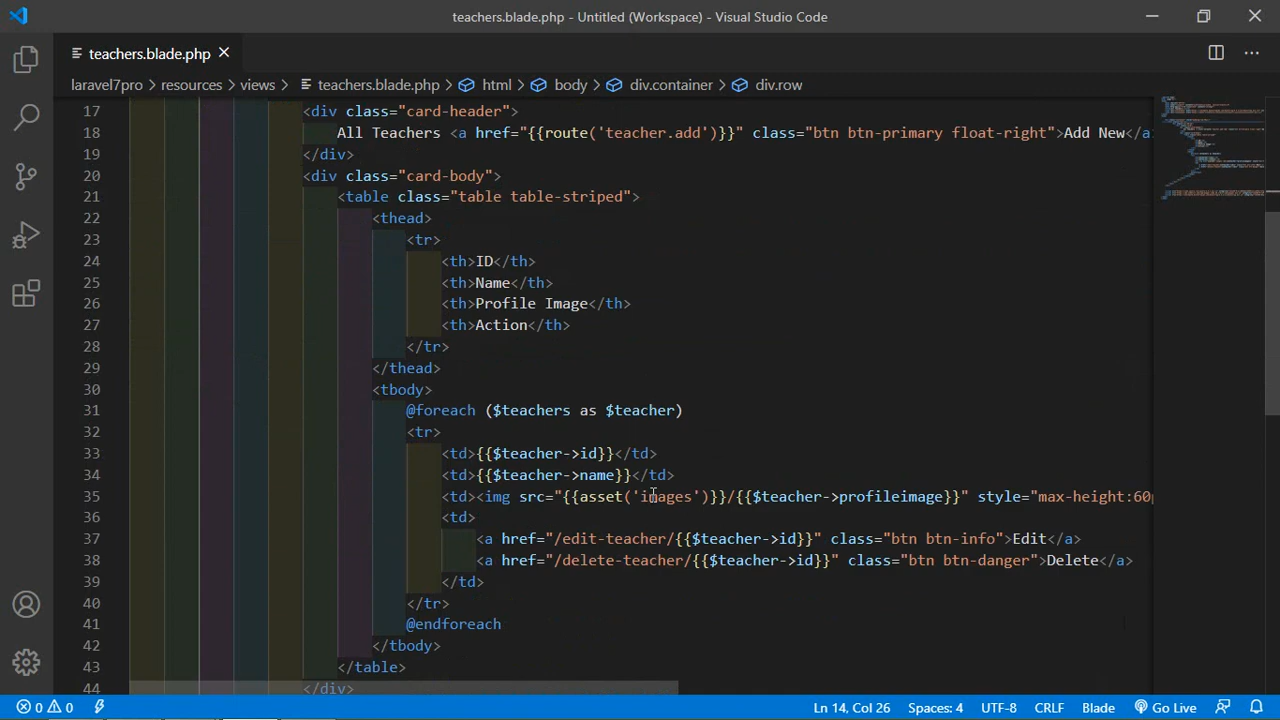 teachers.blade.php - Untitled (Workspace) - Visual Studio Code
teachers.blade.php
laravel7pro > resources > views > teachers.blade.php > html > body > div.container > div.row
17 <div class="card-header">
18 All Teachers <a href="{{route('teacher.add')}}" class="btn btn-primary float-right">Add New</a>
19 </div>
20 <div class="card-body">
21 <table class="table table-striped">
22 <thead>
23 <tr>
24 <th>ID</th>
25 <th>Name</th>
26 <th>Profile Image</th>
27 <th>Action</th>
28 </tr>
29 </thead>
30 <tbody>
31 @foreach ($teachers as $teacher)
32 <tr>
33 <td>{{$teacher->id}}</td>
34 <td>{{$teacher->name}}</td>
35 <td><img src="{{asset('images')}}/{{$teacher->profileimage}}" style="max-height:60p
36 <td>
37 <a href="/edit-teacher/{{$teacher->id}}" class="btn btn-info">Edit</a>
38 <a href="/delete-teacher/{{$teacher->id}}" class="btn btn-danger">Delete</a>
39 </td>
40 </tr>
41 @endforeach
42 </tbody>
43 </table>
44 </div>
0 0 Ln 14, Col 26 Spaces: 4 UTF-8 CRLF Blade Go Live